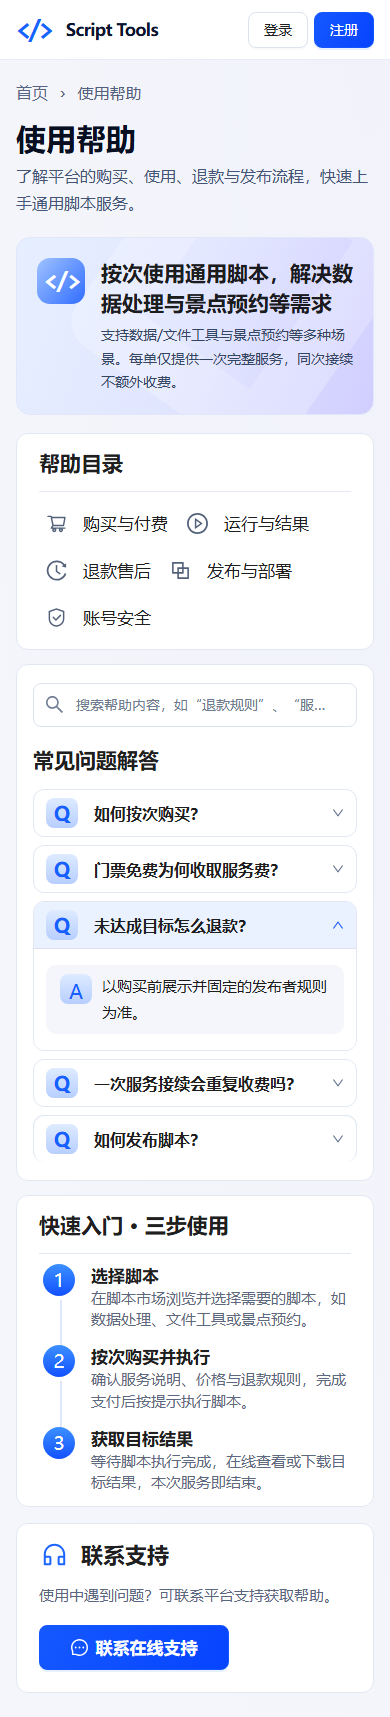 </> Script Tools 登录 注册
首页 › 使用帮助
使用帮助
了解平台的购买、使用、退款与发布流程，快速上
手通用脚本服务。
</>
按次使用通用脚本，解决数
据处理与景点预约等需求
支持数据/文件工具与景点预约等多种场
景。每单仅提供一次完整服务，同次接续
不额外收费。
帮助目录
购买与付费 运行与结果
退款售后 发布与部署
账号安全
搜索帮助内容，如“退款规则”、“服...
常见问题解答
Q 如何按次购买？
Q 门票免费为何收取服务费？
Q 未达成目标怎么退款？
A 以购买前展示并固定的发布者规则
为准。
Q 一次服务接续会重复收费吗？
Q 如何发布脚本？
快速入门・三步使用
1 选择脚本
在脚本市场浏览并选择需要的脚本，如
数据处理、文件工具或景点预约。
2 按次购买并执行
确认服务说明、价格与退款规则，完成
支付后按提示执行脚本。
3 获取目标结果
等待脚本执行完成，在线查看或下载目
标结果，本次服务即结束。
联系支持
使用中遇到问题？可联系平台支持获取帮助。
联系在线支持